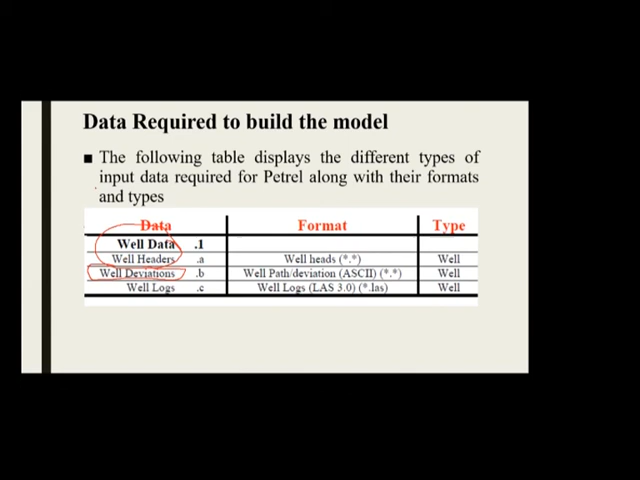 Data Required to build the model
■ The following table displays the different types of
input data required for Petrel along with their formats
and types
Data Format Type
Well Data .1
Well Headers .a Well heads (*.*) Well
Well Deviations .b Well Path/deviation (ASCII) (*.*) Well
Well Logs .c Well Logs (LAS 3.0) (*.las) Well